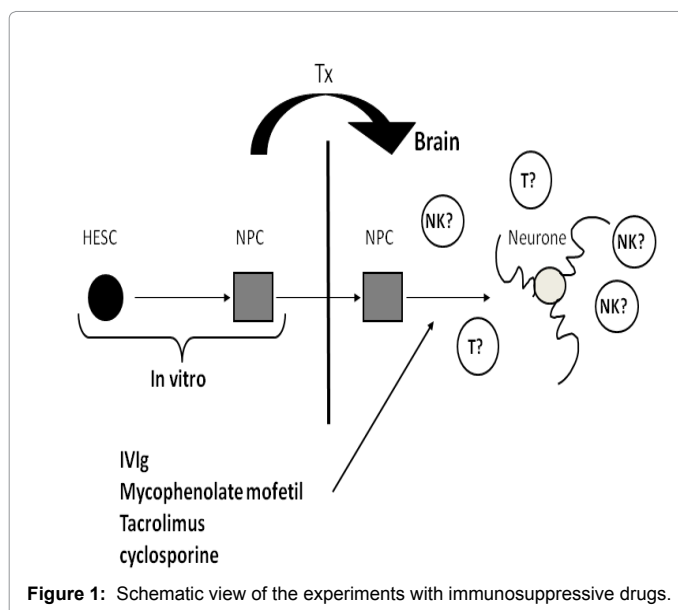 Tx
Brain
T?
NK?
HESC
NPC
NPC
Neurone
NK?
NK?
T?
In vitro
IVIg
Mycophenolate mofetil
Tacrolimus
cyclosporine
Figure 1: Schematic view of the experiments with immunosuppressive drugs.